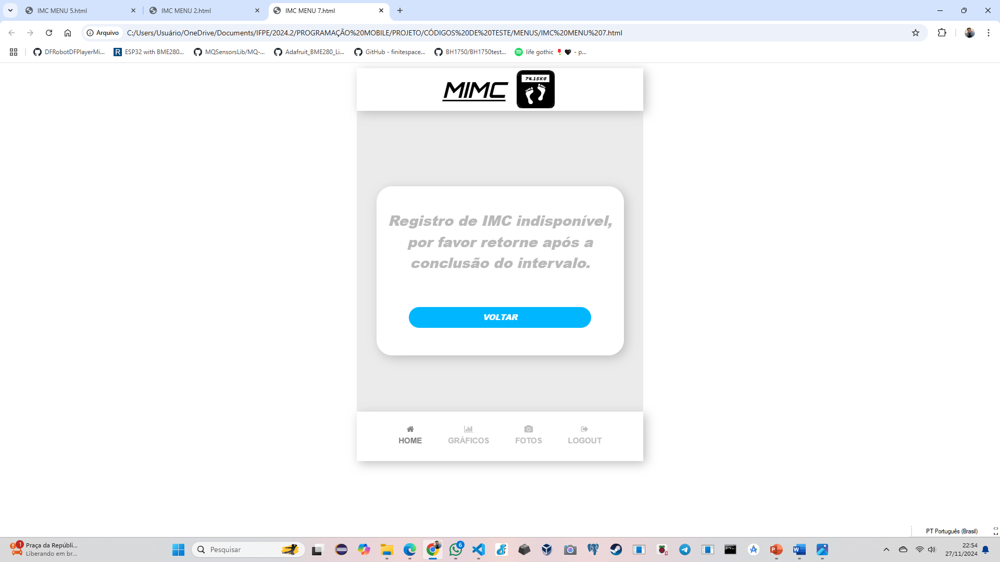 IMC MENU 5.html
IMC MENU 2.html
IMC MENU 7.html
Arquivo
C:/Users/Usuário/OneDrive/Documents/IFPE/2024.2/PROGRAMAÇÃO%20MOBILE/PROJETO/CÓDIGOS%20DE%20TESTE/MENUS/IMC%20MENU%207.html
DFRobotDFPlayerMi...
R
ESP32 with BME280...
MQSensorsLib/MQ-...
Adafruit_BME280_Li...
GitHub - finitespace...
BH1750/BH1750test...
life gothic 🌹🖤 - p...
MIMC
74.15KG
Registro de IMC indisponível,
por favor retorne após a
conclusão do intervalo.
VOLTAR
HOME
GRÁFICOS
FOTOS
LOGOUT
PT Português (Brasil)
1
Praça da Repúbli...
Liberando em br...
Pesquisar
6
22:54
27/11/2024